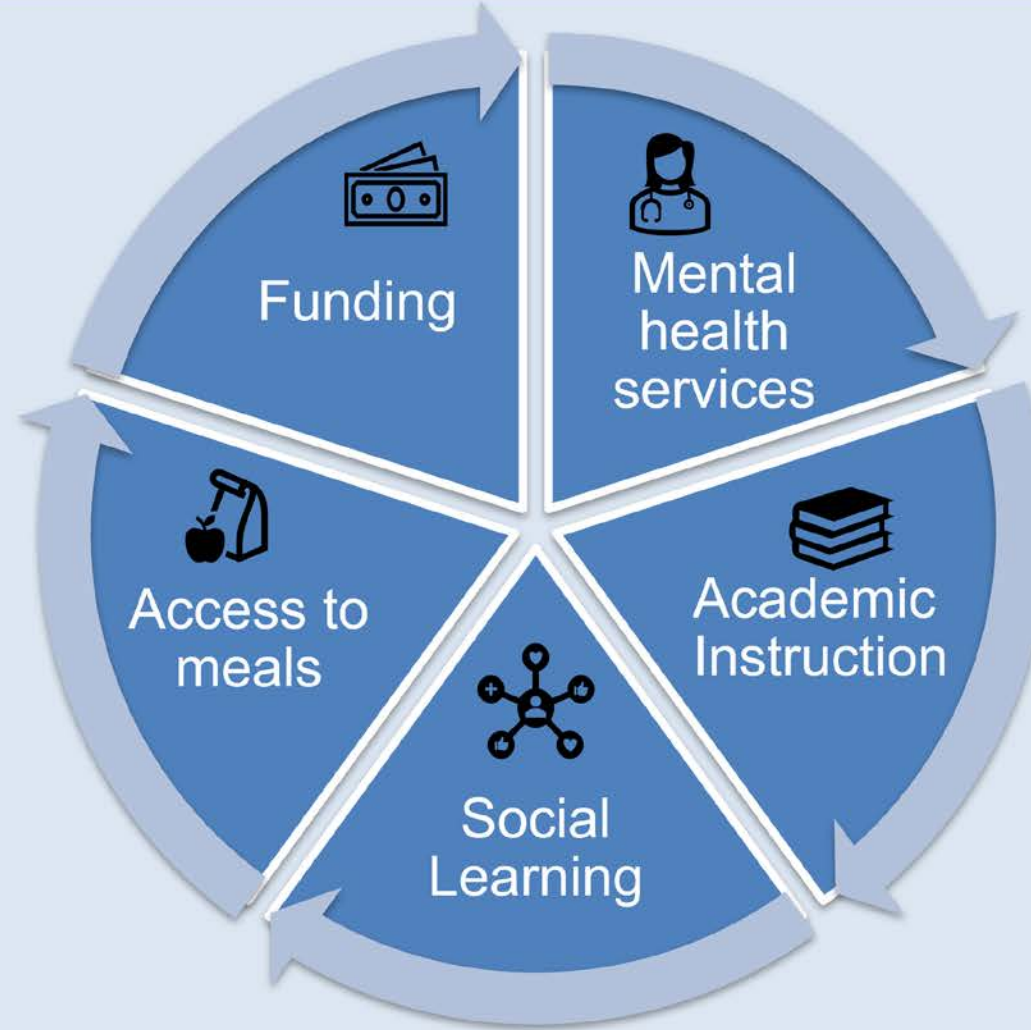 Funding
Mental
health
services
Academic
Instruction
Social
Learning
Access to
meals